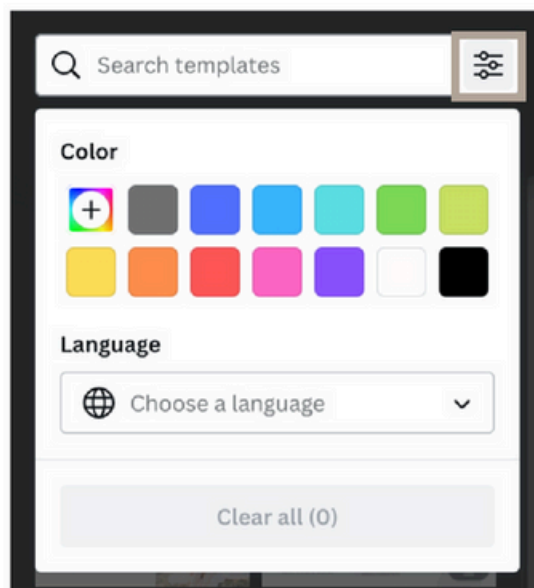 Search templates
Color
Language
Choose a language
Clear all (0)